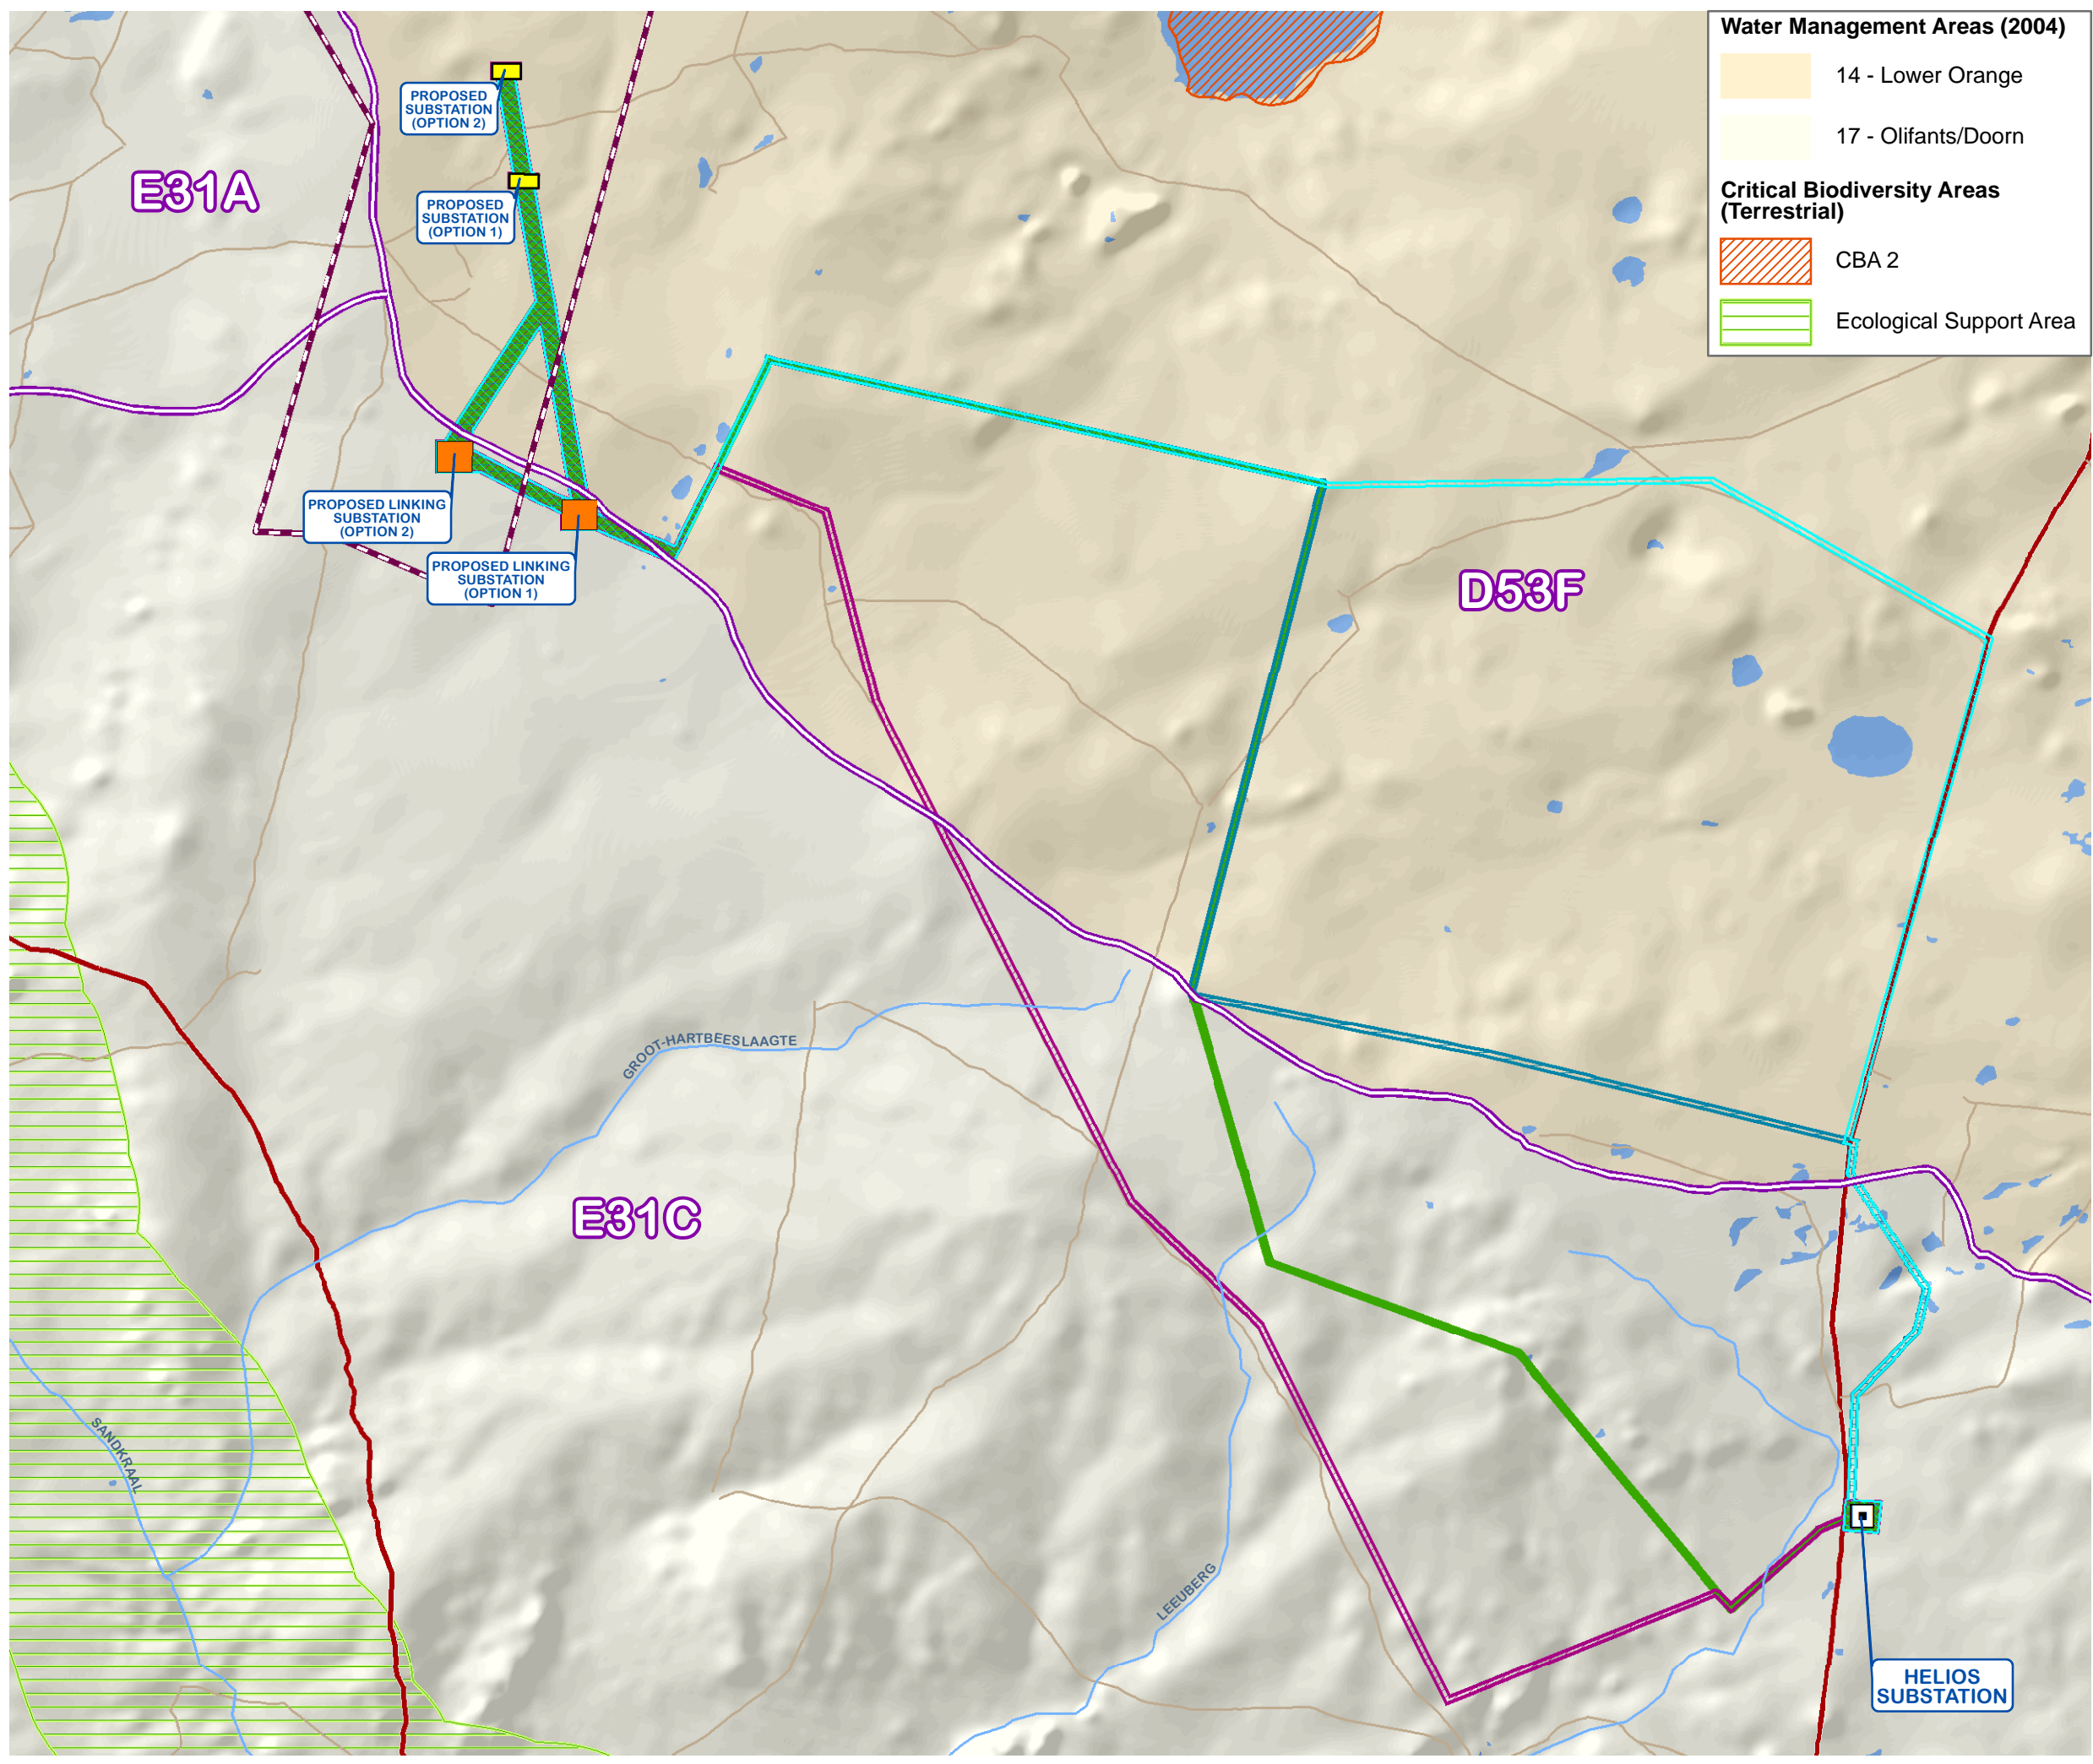 Water Management Areas (2004)
14 - Lower Orange
17 - Olifants/Doorn
Critical Biodiversity Areas
(Terrestrial)
CBA 2
Ecological Support Area
PROPOSED
SUBSTATION
(OPTION 2)
E31A
PROPOSED
SUBSTATION
(OPTION 1)
PROPOSED LINKING
SUBSTATION
(OPTION 2)
PROPOSED LINKING
SUBSTATION
(OPTION 1)
D53F
GROOT-HARTBEESLAAGTE
E31C
SANDKRAAL
LEEUBERG
HELIOS
SUBSTATION